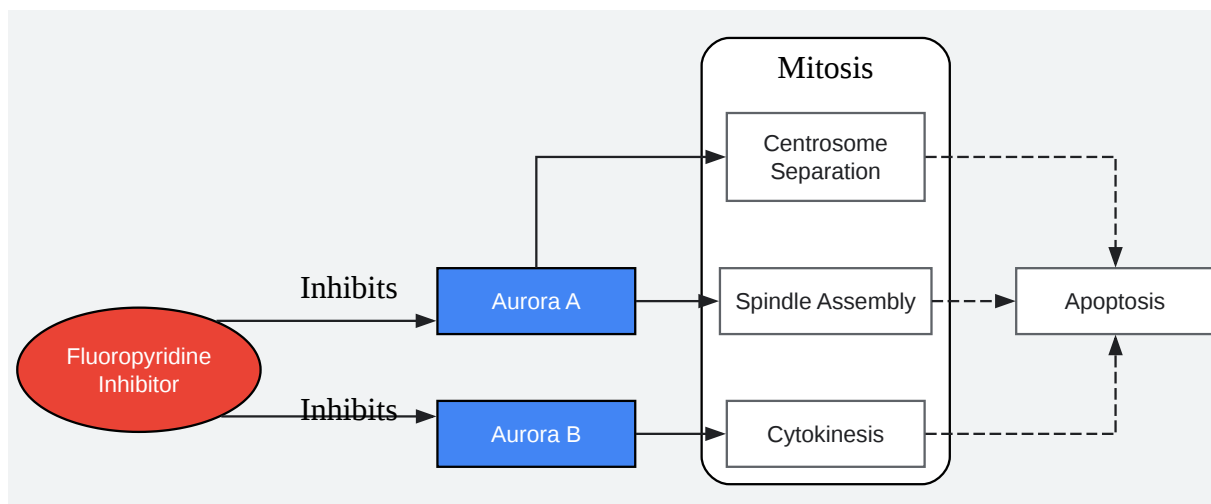 Mitosis
Centrosome
Separation
Inhibits
Aurora A
Spindle Assembly
Apoptosis
Fluoropyridine
Inhibitor
Inhibits
Aurora B
Cytokinesis